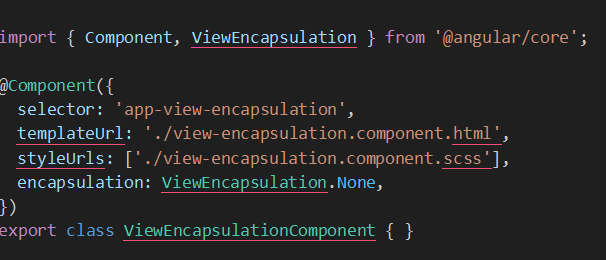 import { Component, ViewEncapsulation } from '@angular/core';
@Component({
selector: 'app-view-encapsulation',
templateUrl: './view-encapsulation.component.html',
styleUrls: ['./view-encapsulation.component.scss'],
encapsulation: ViewEncapsulation.None,
})
export class ViewEncapsulationComponent { }